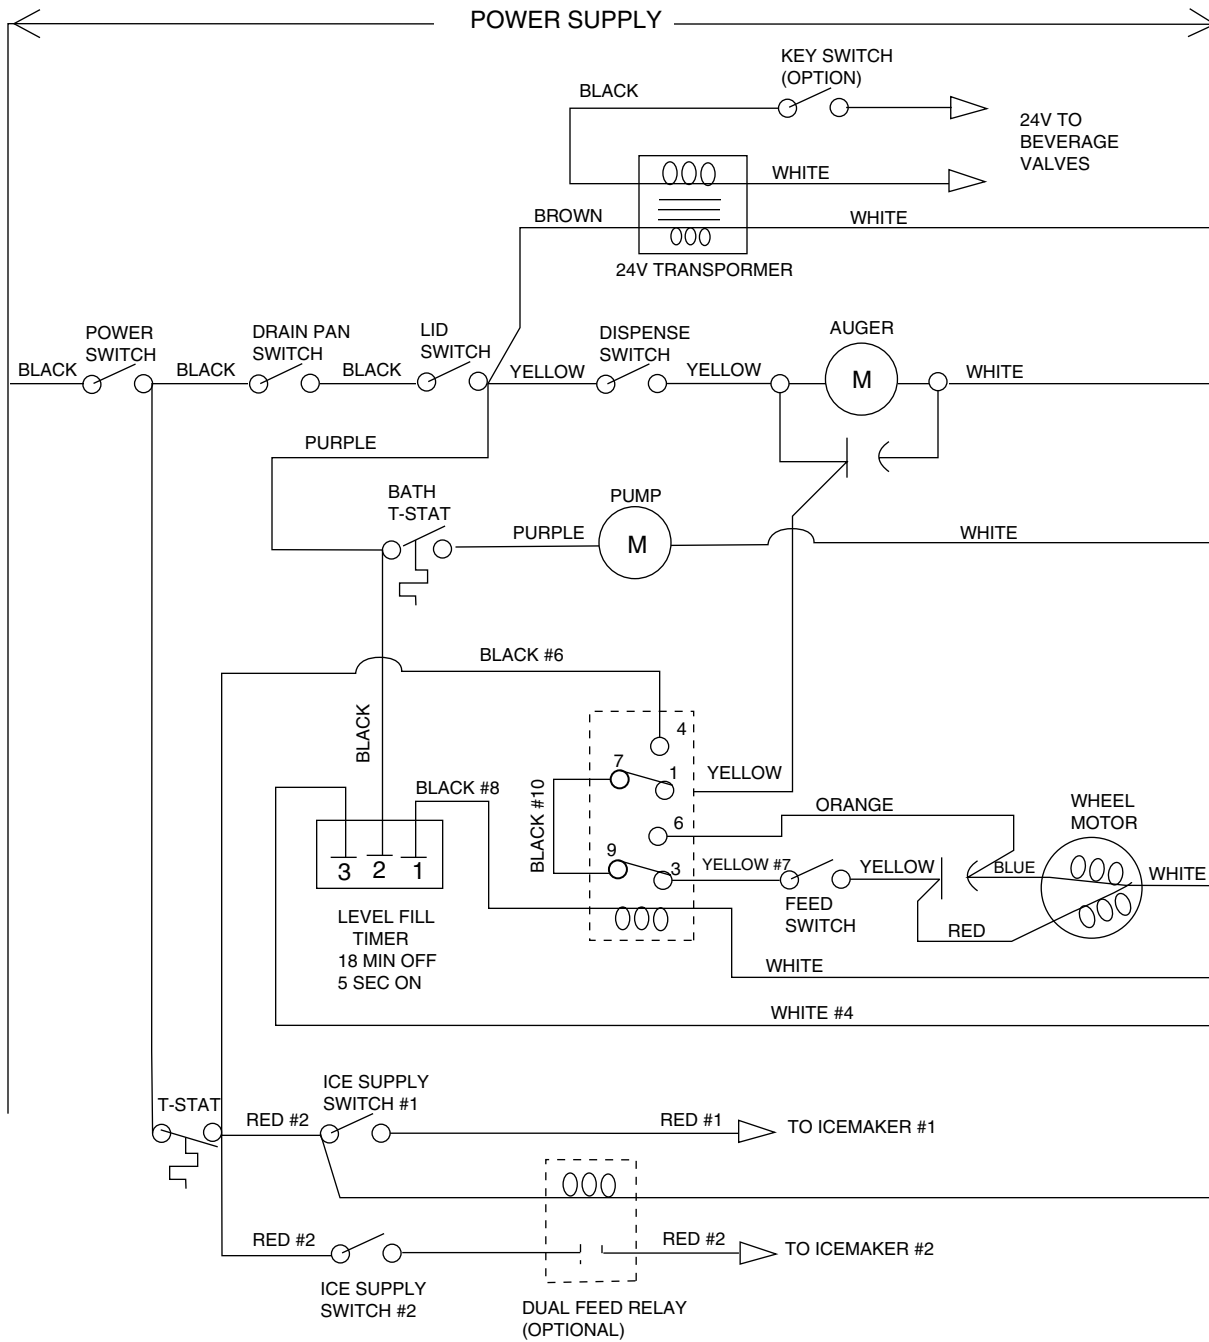 POWER SUPPLY
KEY SWITCH
(OPTION)
BLACK
24V TO
BEVERAGE
VALVES
WHITE
BROWN
WHITE
24V TRANSPORMER
POWER
SWITCH
DRAIN PAN
SWITCH
LID
SWITCH
DISPENSE
SWITCH
AUGER
BLACK
BLACK
BLACK
YELLOW
YELLOW
M
WHITE
PURPLE
BATH
T-STAT
PURPLE
PUMP
M
WHITE
BLACK #6
BLACK
4
7
1
YELLOW
BLACK #8
BLACK #10
6
ORANGE
WHEEL
MOTOR
9
3
YELLOW #7
YELLOW
BLUE
WHITE
3 2 1
FEED
SWITCH
RED
LEVEL FILL
TIMER
18 MIN OFF
5 SEC ON
WHITE
WHITE #4
T-STAT
RED #2
ICE SUPPLY
SWITCH #1
RED #1
TO ICEMAKER #1
RED #2
RED #2
TO ICEMAKER #2
ICE SUPPLY
SWITCH #2
DUAL FEED RELAY
(OPTIONAL)